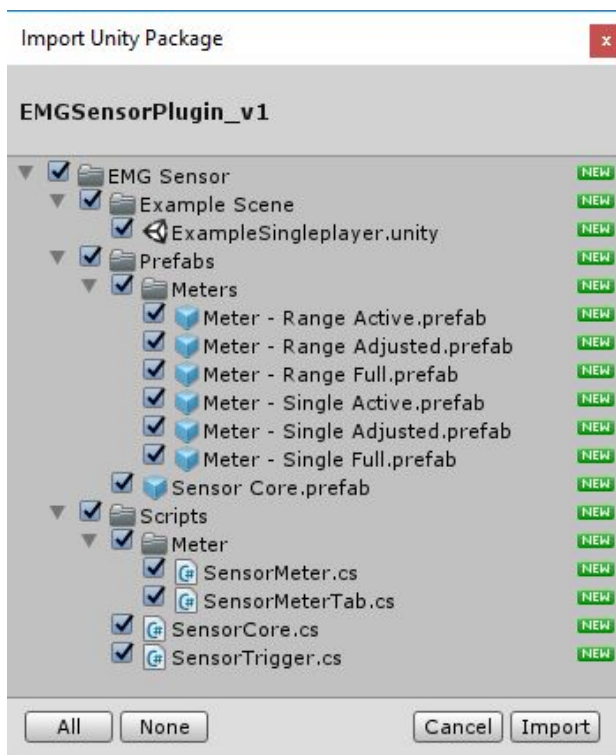 Import Unity Package
x
EMGSensorPlugin_v1
EMG Sensor NEW
Example Scene NEW
ExampleSingleplayer.unity NEW
Prefabs NEW
Meters NEW
Meter - Range Active.prefab NEW
Meter - Range Adjusted.prefab NEW
Meter - Range Full.prefab NEW
Meter - Single Active.prefab NEW
Meter - Single Adjusted.prefab NEW
Meter - Single Full.prefab NEW
Sensor Core.prefab NEW
Scripts NEW
Meter NEW
C# SensorMeter.cs NEW
C# SensorMeterTab.cs NEW
C# SensorCore.cs NEW
C# SensorTrigger.cs NEW
All None Cancel Import